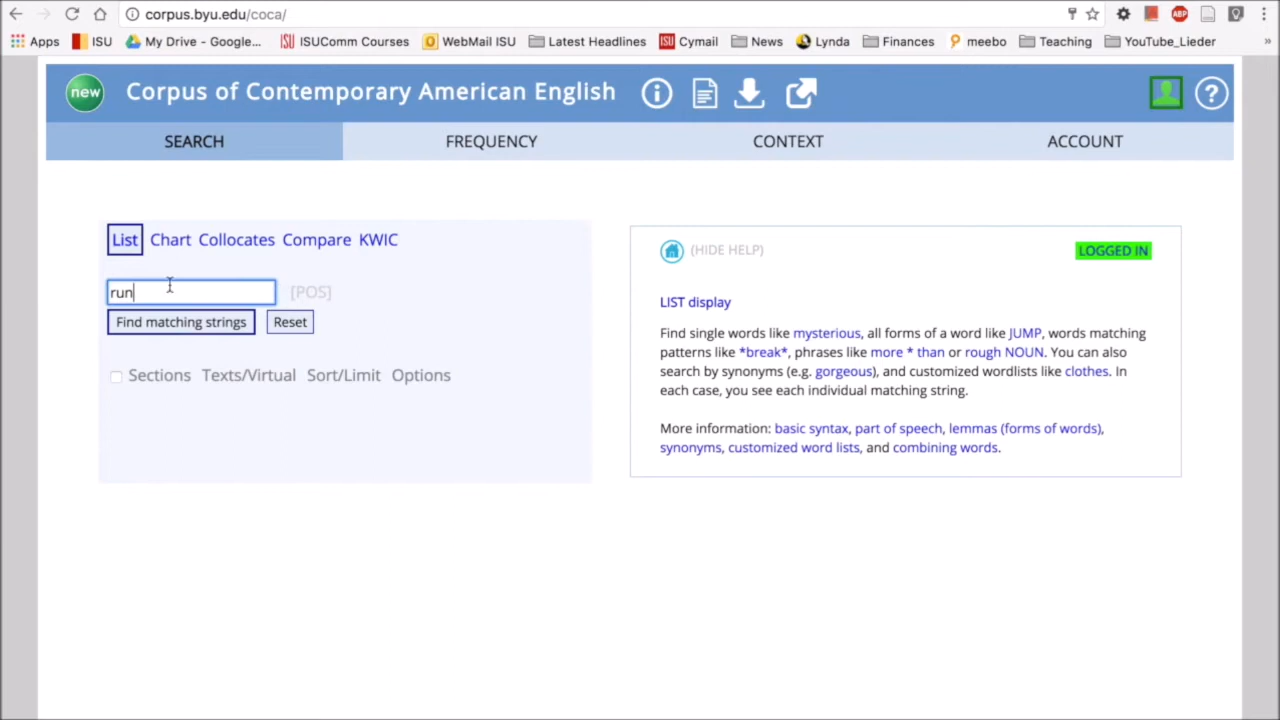 corpus.byu.edu/coca/
ABP
Apps ISU My Drive - Google... ISUComm Courses WebMail ISU Latest Headlines Cymail News Lynda Finances meebo Teaching YouTube_Lieder »
new Corpus of Contemporary American English
SEARCH FREQUENCY CONTEXT ACCOUNT
List Chart Collocates Compare KWIC
run [POS]
Find matching strings Reset
Sections Texts/Virtual Sort/Limit Options
(HIDE HELP) LOGGED IN
LIST display
Find single words like mysterious, all forms of a word like JUMP, words matching
patterns like *break*, phrases like more * than or rough NOUN. You can also
search by synonyms (e.g. gorgeous), and customized wordlists like clothes. In
each case, you see each individual matching string.
More information: basic syntax, part of speech, lemmas (forms of words),
synonyms, customized word lists, and combining words.